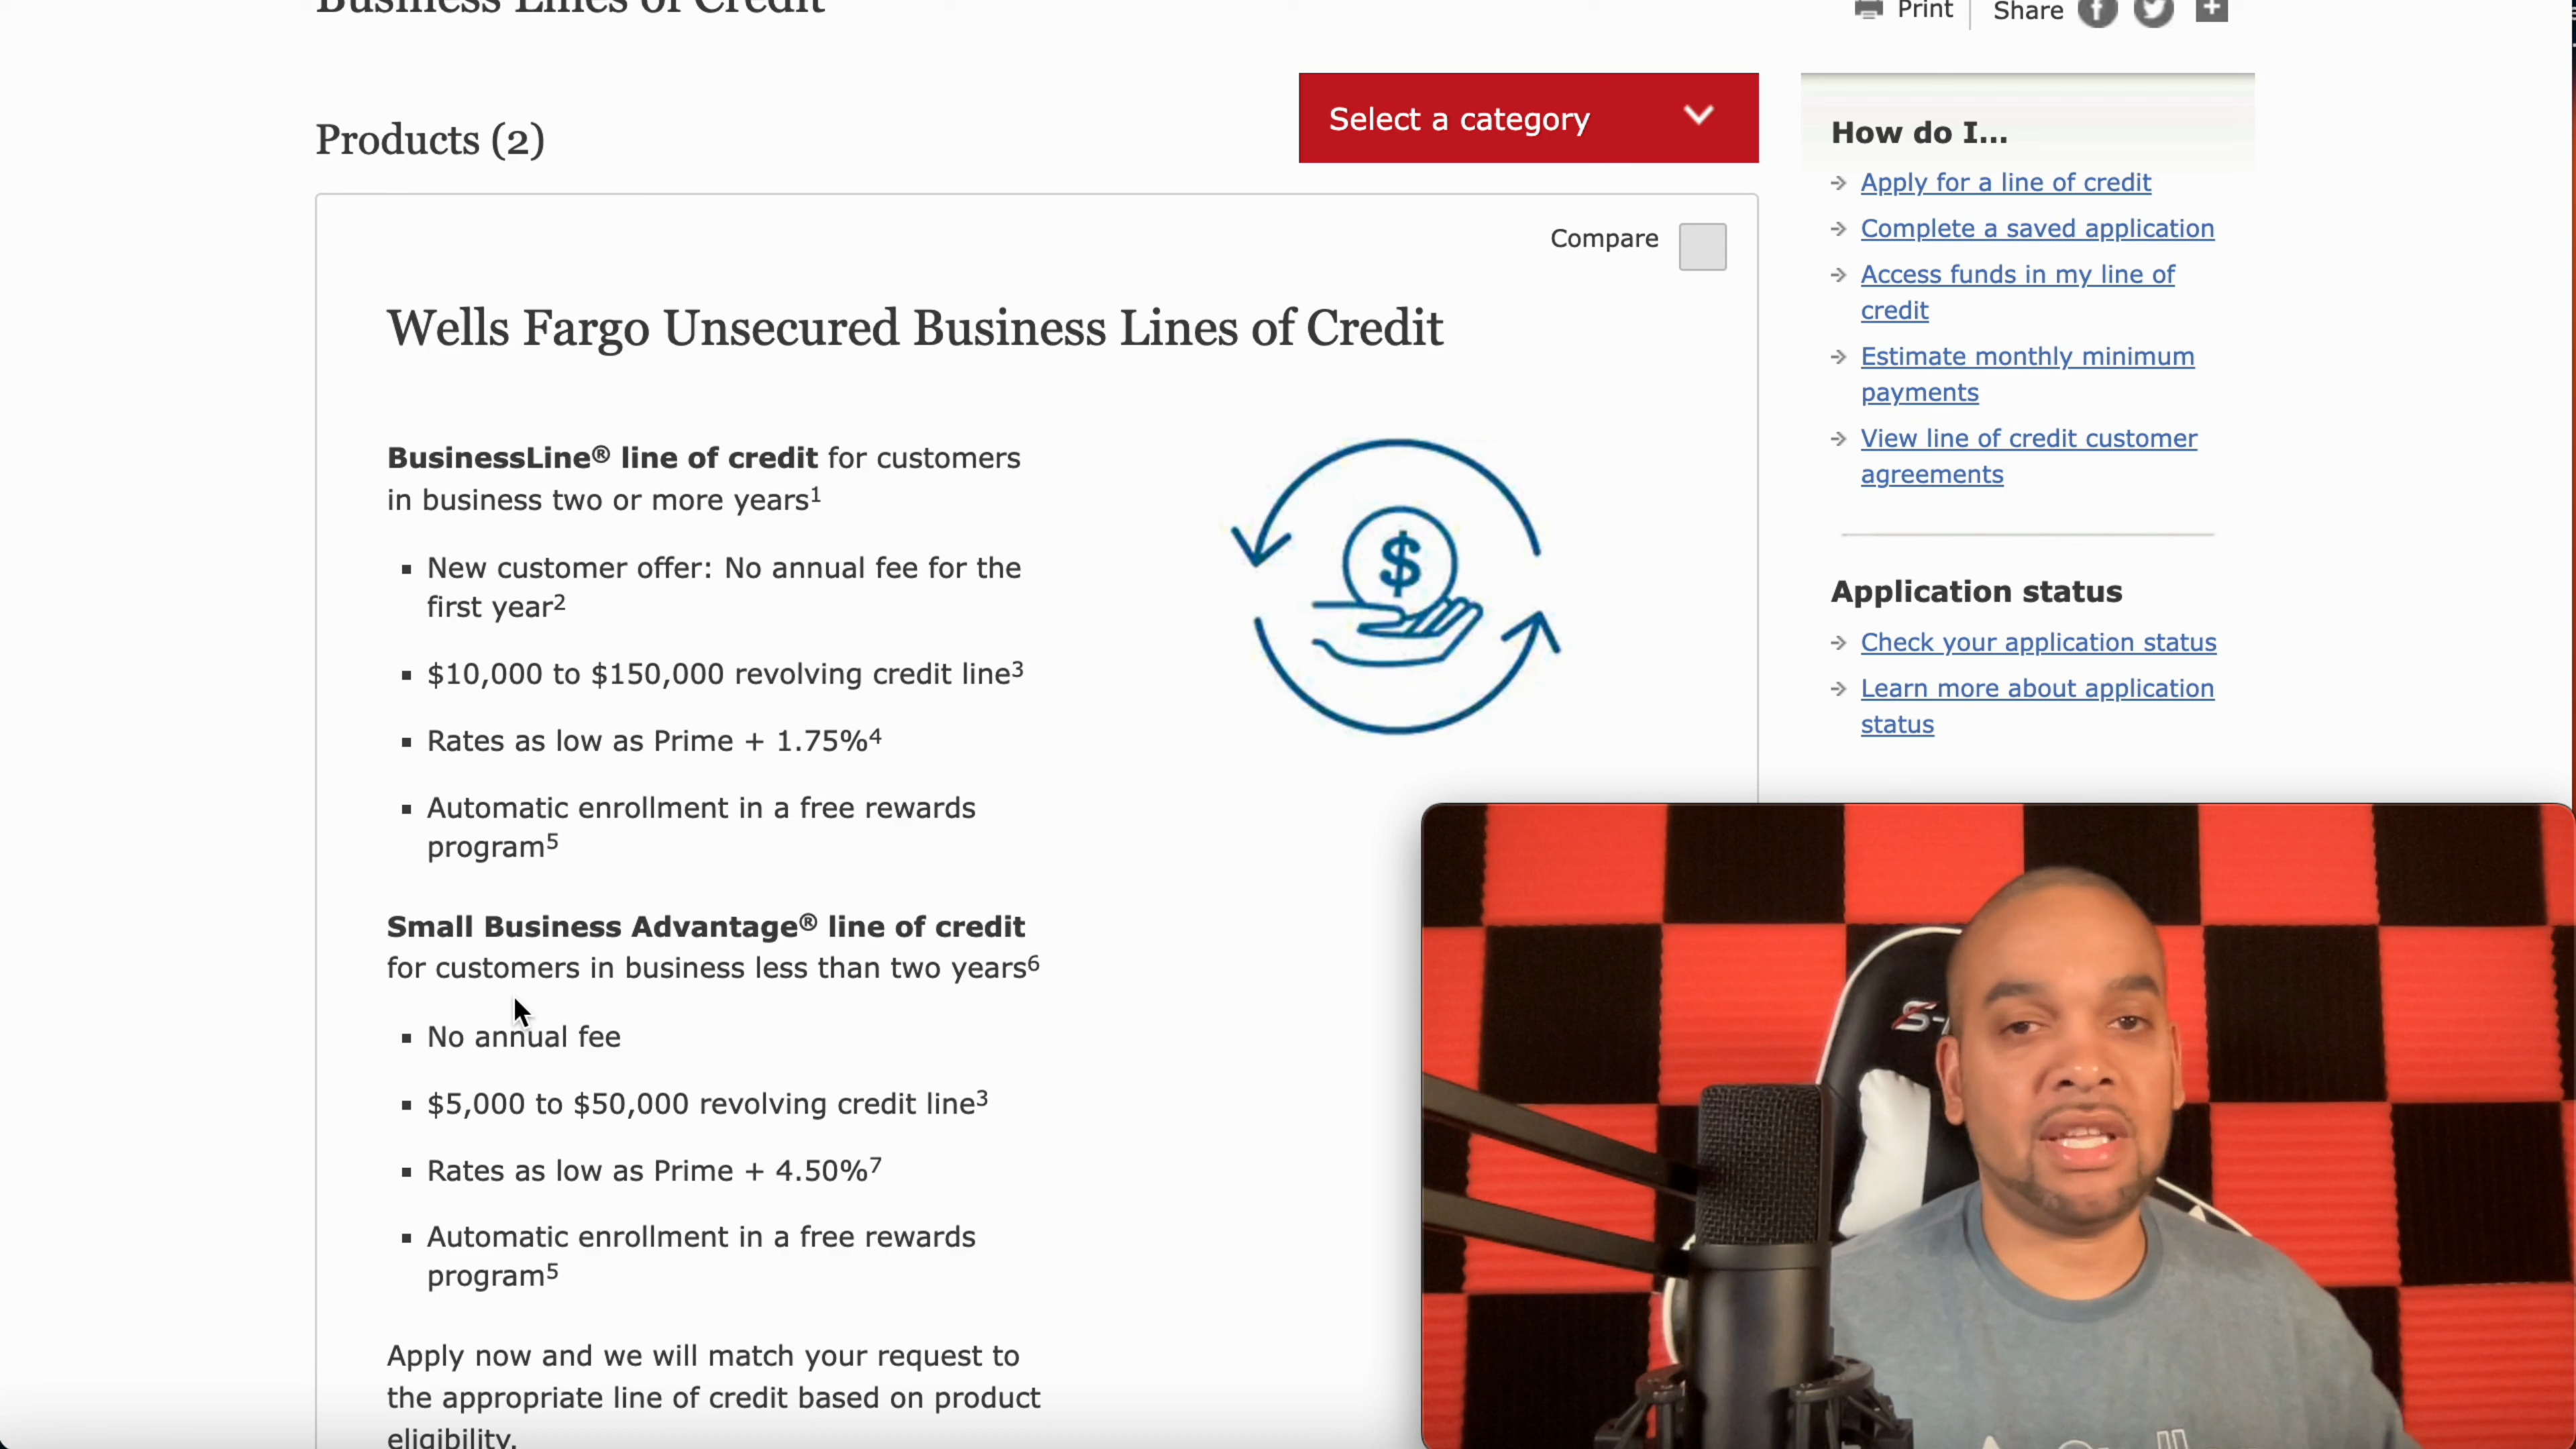 Business Lines of Credit
Print
Share
Products (2)
Select a category
Compare
Wells Fargo Unsecured Business Lines of Credit
BusinessLine® line of credit for customers
in business two or more years1
New customer offer: No annual fee for the
first year2
$10,000 to $150,000 revolving credit line3
Rates as low as Prime + 1.75%4
Automatic enrollment in a free rewards
program5
Small Business Advantage® line of credit
for customers in business less than two years6
No annual fee
$5,000 to $50,000 revolving credit line3
Rates as low as Prime + 4.50%7
Automatic enrollment in a free rewards
program5
Apply now and we will match your request to
the appropriate line of credit based on product
eligibility.
$
How do I...
Apply for a line of credit
Complete a saved application
Access funds in my line of
credit
Estimate monthly minimum
payments
View line of credit customer
agreements
Application status
Check your application status
Learn more about application
status